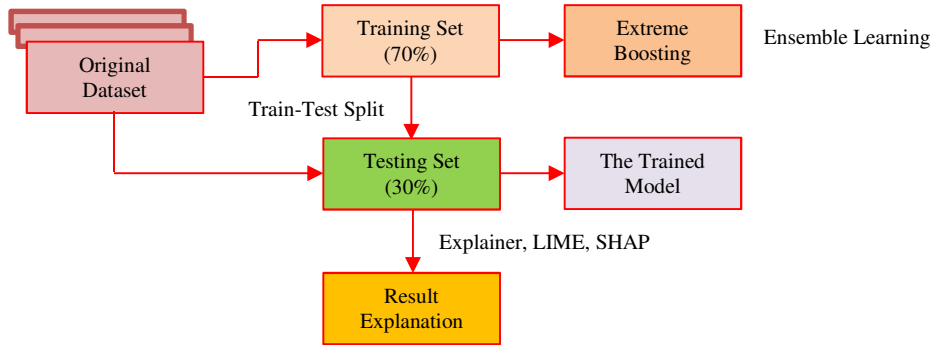 Training Set
(70%)
Extreme
Boosting
Ensemble Learning
Original
Dataset
Train-Test Split
Testing Set
(30%)
The Trained
Model
Explainer, LIME, SHAP
Result
Explanation